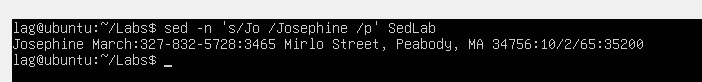 lag@ubuntu:~/Labs$ sed -n 's/Jo /Josephine /p' SedLab
Josephine March:327-832-5728:3465 Mirlo Street, Peabody, MA 34756:10/2/65:35200
lag@ubuntu:~/Labs$ _